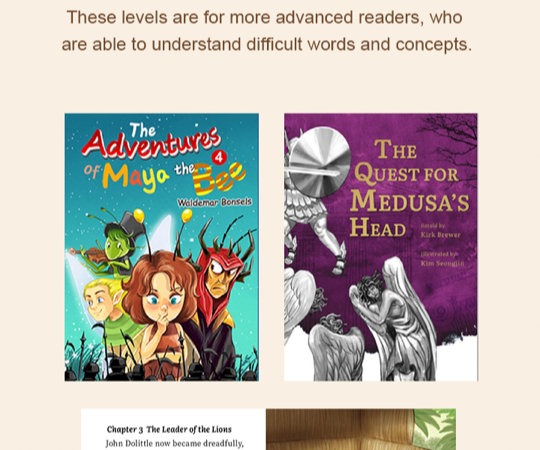 These levels are for more advanced readers, who
are able to understand difficult words and concepts.
The
Adventures
4
of Maya the Bee
Waldemar Bonsels
THE
QUEST FOR
MEDUSA'S
HEAD
Retold by
Kirk Brewer
Illustrated by
Kim Seongjin
Chapter 3 The Leader of the Lions
John Dolittle now became dreadfully,